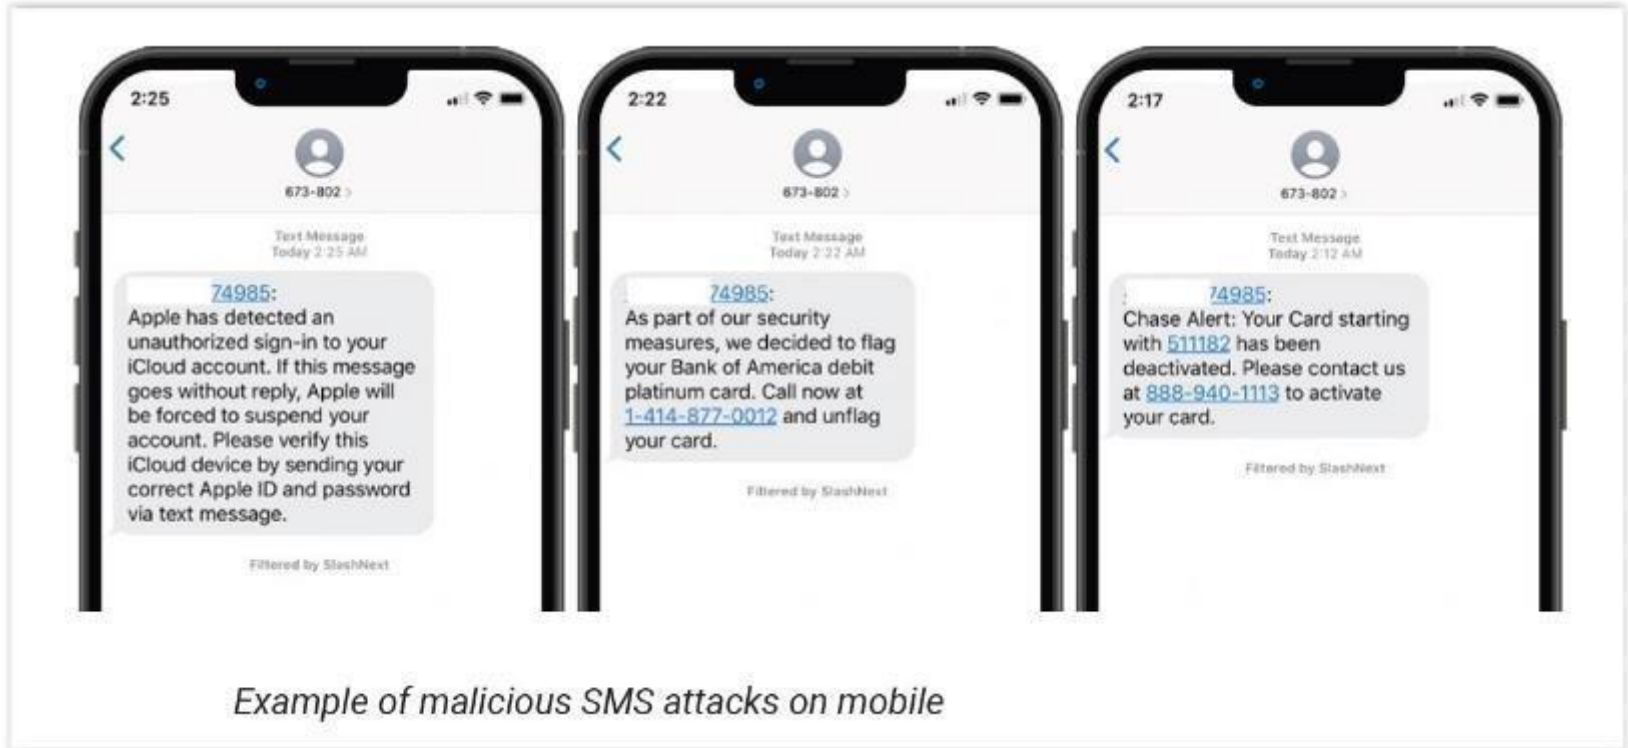 2:25
673-802 >
Text Message
Today 2:25 AM
74985:
Apple has detected an
unauthorized sign-in to your
iCloud account. If this message
goes without reply, Apple will
be forced to suspend your
account. Please verify this
iCloud device by sending your
correct Apple ID and password
via text message.
Filtered by SlashNext
2:22
673-802 >
Text Message
Today 2:22 AM
74985:
As part of our security
measures, we decided to flag
your Bank of America debit
platinum card. Call now at
1-414-877-0012 and unflag
your card.
Filtered by SlashNext
2:17
673-802 >
Text Message
Today 2:12 AM
74985:
Chase Alert: Your Card starting
with 511182 has been
deactivated. Please contact us
at 888-940-1113 to activate
your card.
Filtered by SlashNext
Example of malicious SMS attacks on mobile